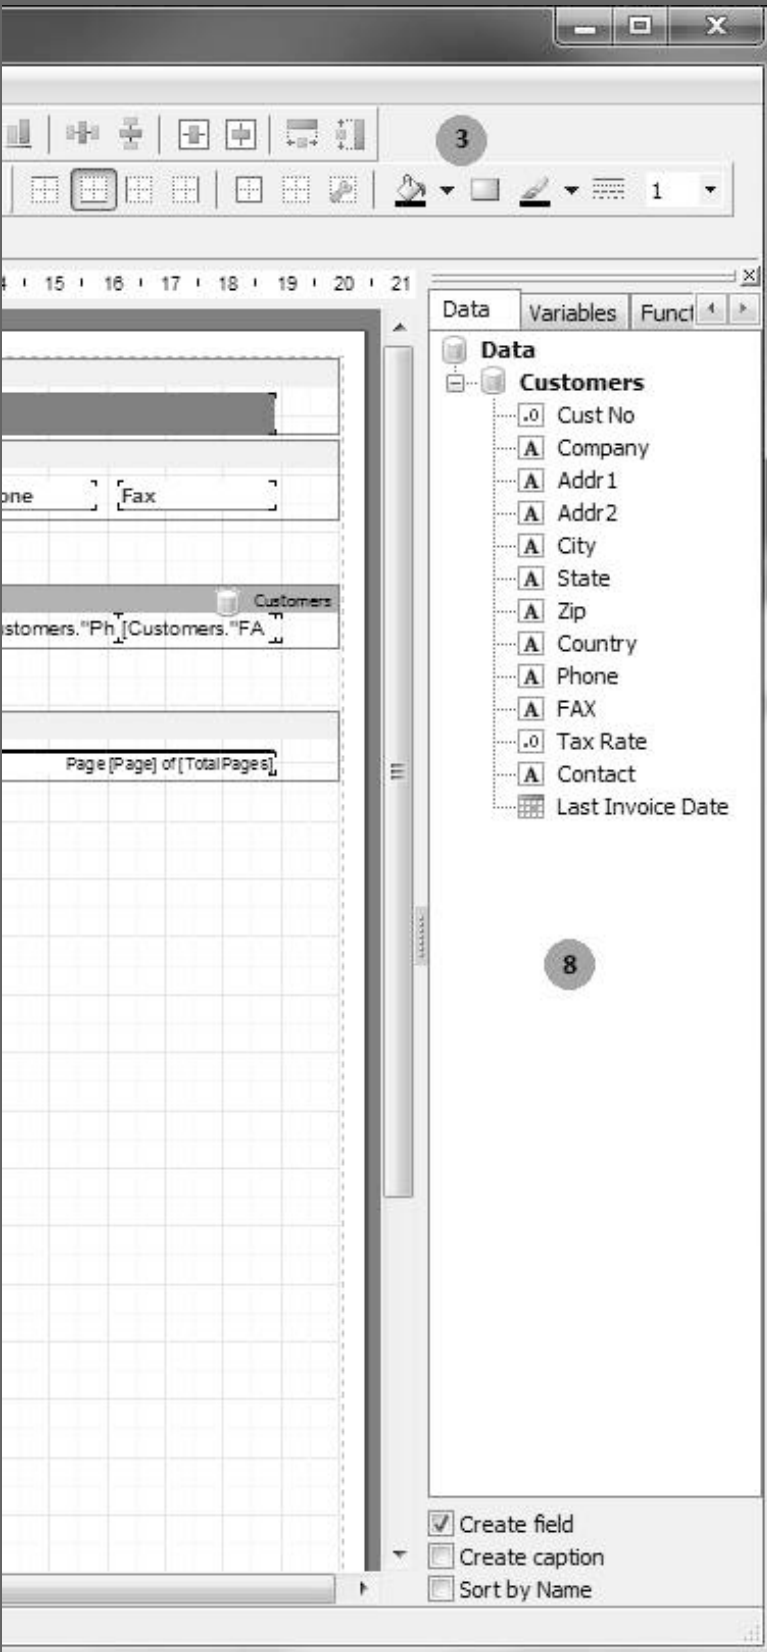 3
1
15 16 17 18 19 20 21
Data Variables Funct
Data
Customers
Cust No
Company
Addr1
Addr2
City
State
Zip
Country
Phone
FAX
Tax Rate
Contact
Last Invoice Date
Fax
Customers
stomers."Ph [Customers."FA
Page [Page] of [TotalPages]
8
Create field
Create caption
Sort by Name